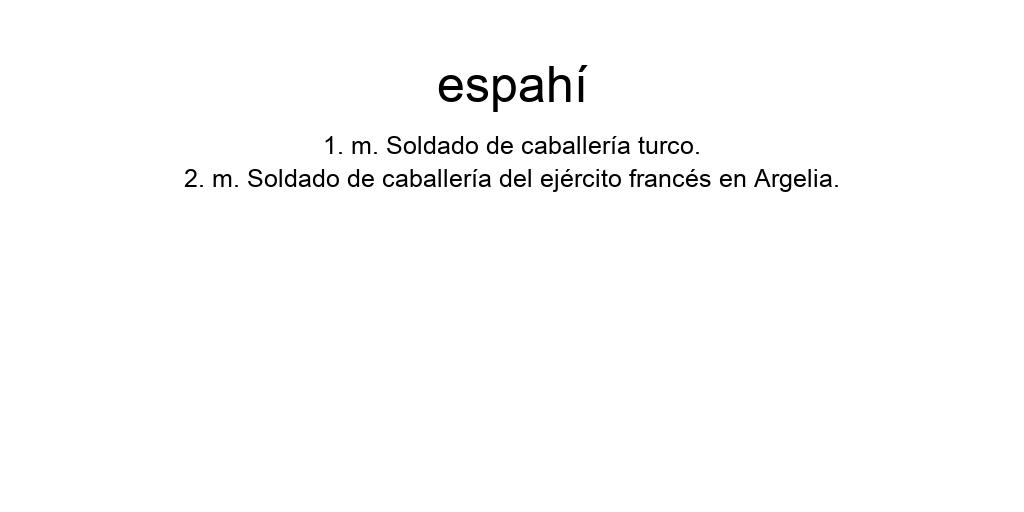 espahí
1. m. Soldado de caballería turco.
2. m. Soldado de caballería del ejército francés en Argelia.